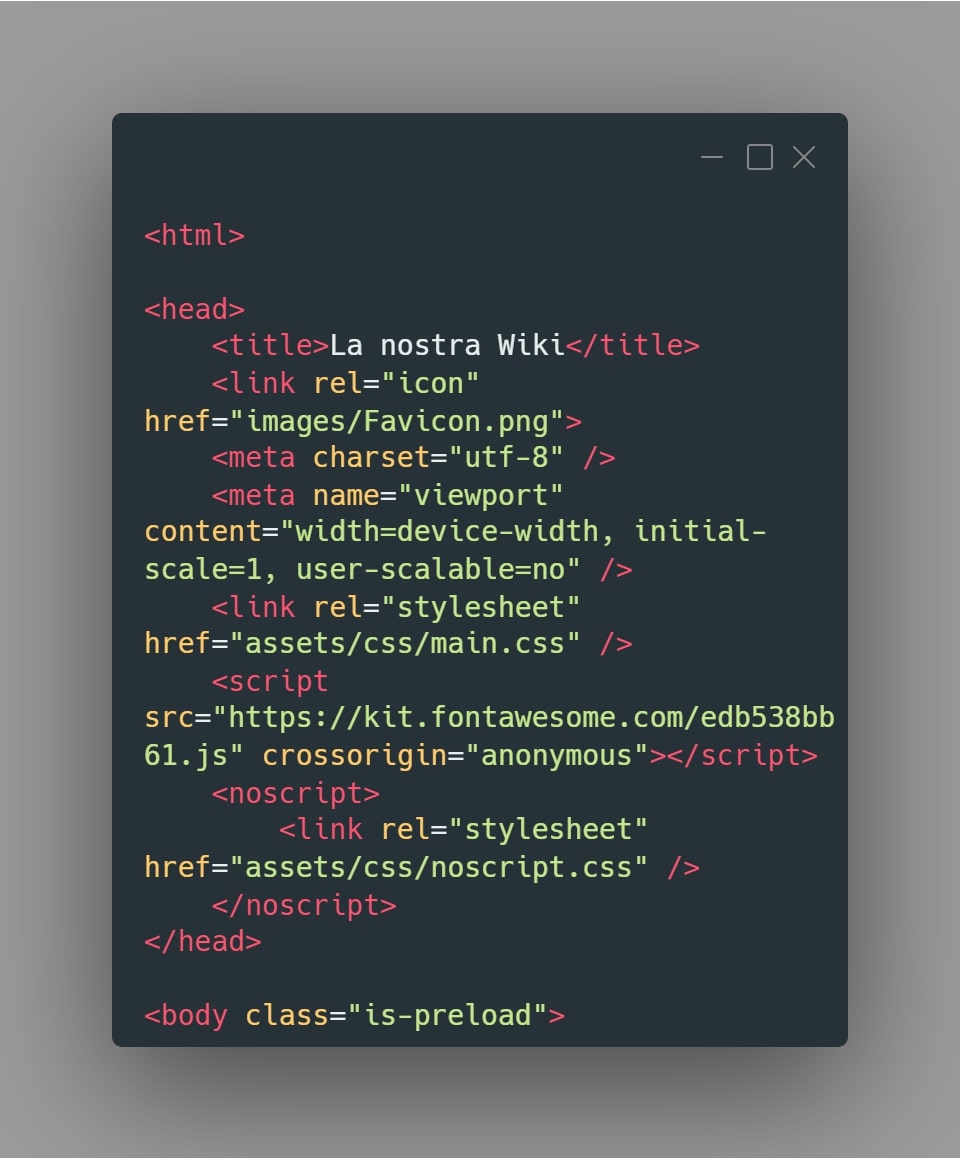 <html>
<head>
<title>La nostra Wiki</title>
<link rel="icon"
href="images/Favicon.png">
<meta charset="utf-8" />
<meta name="viewport"
content="width=device-width, initial-
scale=1, user-scalable=no" />
<link rel="stylesheet"
href="assets/css/main.css" />
<script
src="https://kit.fontawesome.com/edb538bb
61.js" crossorigin="anonymous"></script>
<noscript>
<link rel="stylesheet"
href="assets/css/noscript.css" />
</noscript>
</head>
<body class="is-preload">